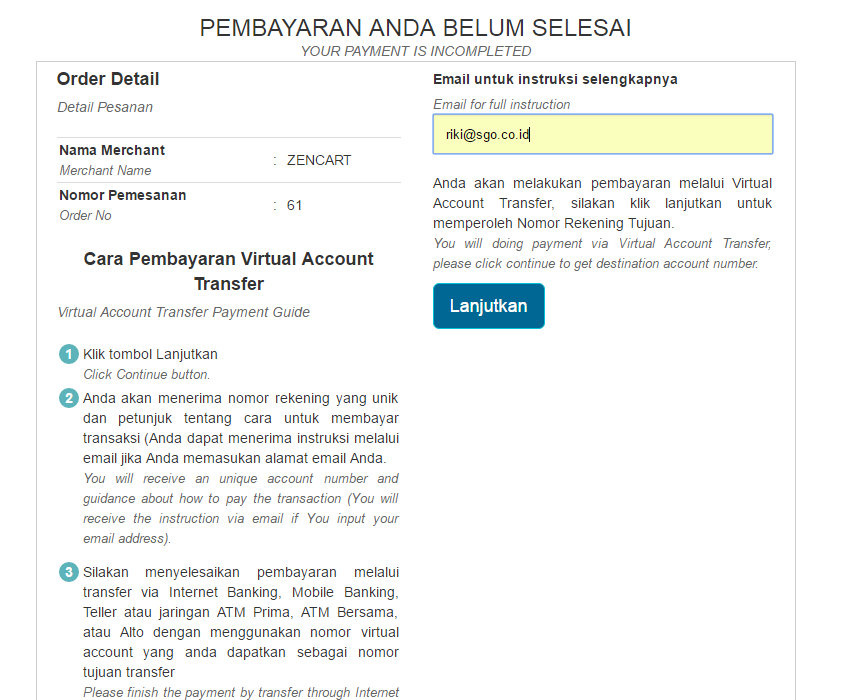 PEMBAYARAN ANDA BELUM SELESAI
YOUR PAYMENT IS INCOMPLETED
Order Detail
Detail Pesanan
Nama Merchant
Merchant Name
: ZENCART
Nomor Pemesanan
Order No
: 61
Cara Pembayaran Virtual Account
Transfer
Virtual Account Transfer Payment Guide
1 Klik tombol Lanjutkan
Click Continue button.
2 Anda akan menerima nomor rekening yang unik
dan petunjuk tentang cara untuk membayar
transaksi (Anda dapat menerima instruksi melalui
email jika Anda memasukan alamat email Anda.
You will receive an unique account number and
guidance about how to pay the transaction (You will
receive the instruction via email if You input your
email address).
3 Silakan menyelesaikan pembayaran melalui
transfer via Internet Banking, Mobile Banking,
Teller atau jaringan ATM Prima, ATM Bersama,
atau Alto dengan menggunakan nomor virtual
account yang anda dapatkan sebagai nomor
tujuan transfer
Please finish the payment by transfer through Internet
Email untuk instruksi selengkapnya
Email for full instruction
riki@sgo.co.id
Anda akan melakukan pembayaran melalui Virtual
Account Transfer, silakan klik lanjutkan untuk
memperoleh Nomor Rekening Tujuan.
You will doing payment via Virtual Account Transfer,
please click continue to get destination account number.
Lanjutkan